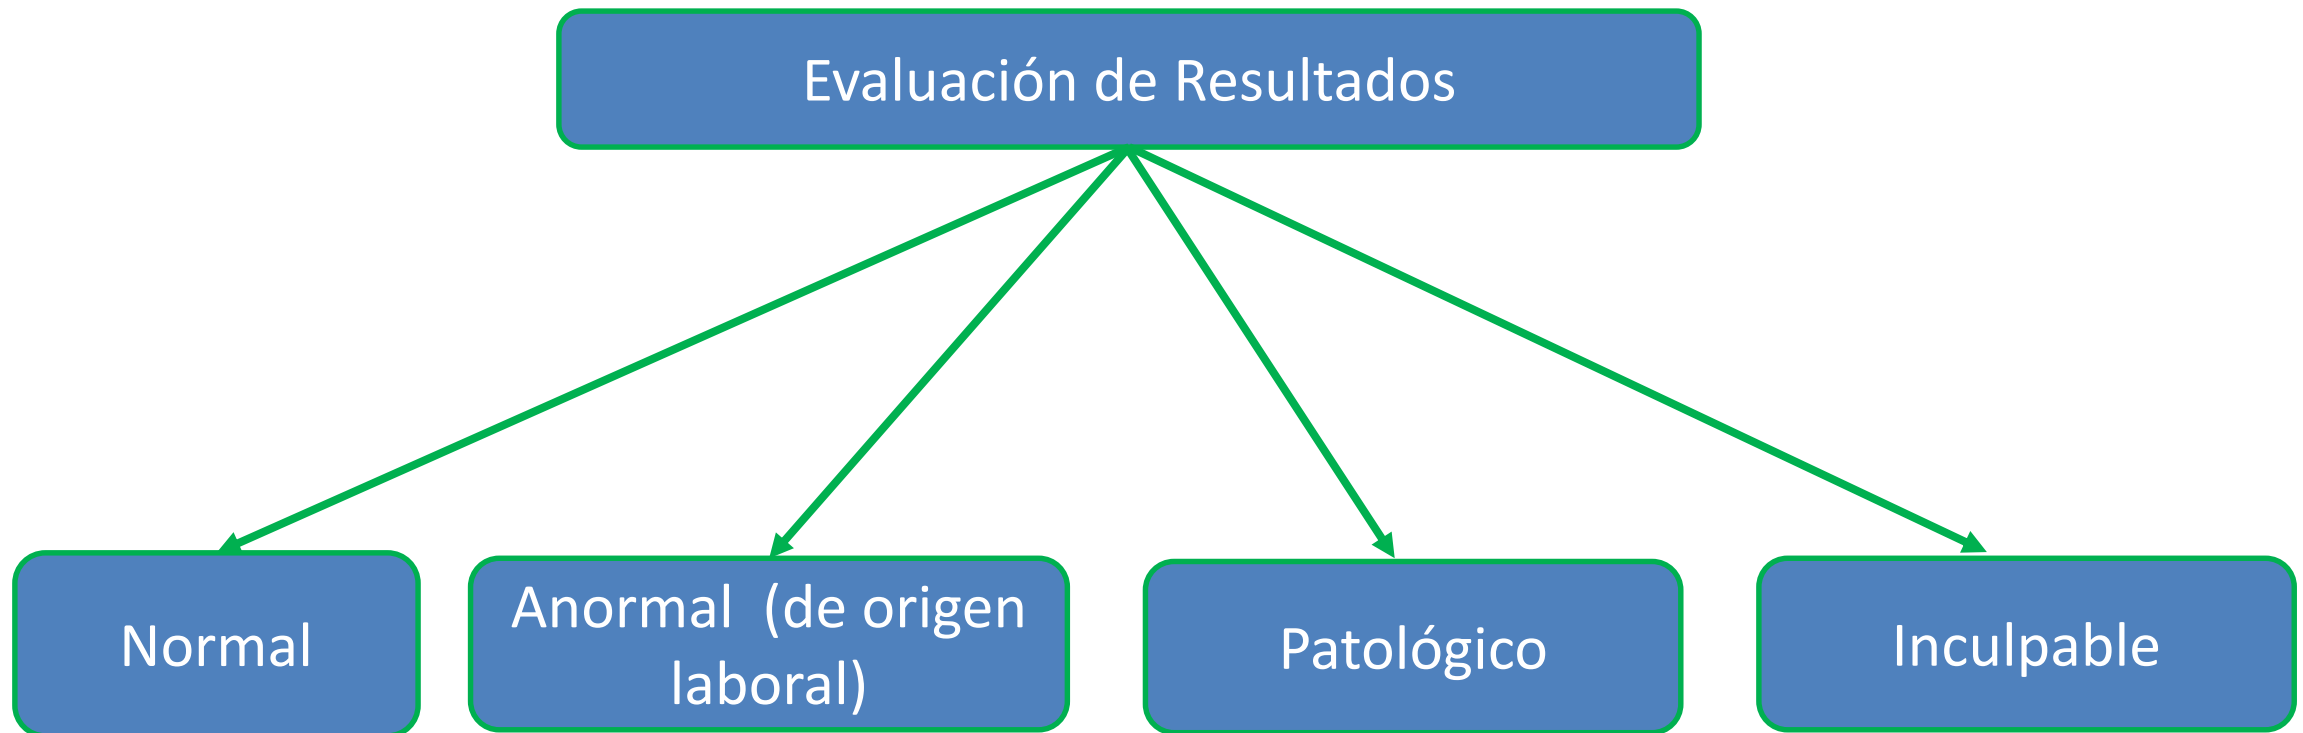 Evaluación de Resultados
Normal
Anormal  (de origen
laboral)
Patológico
Inculpable